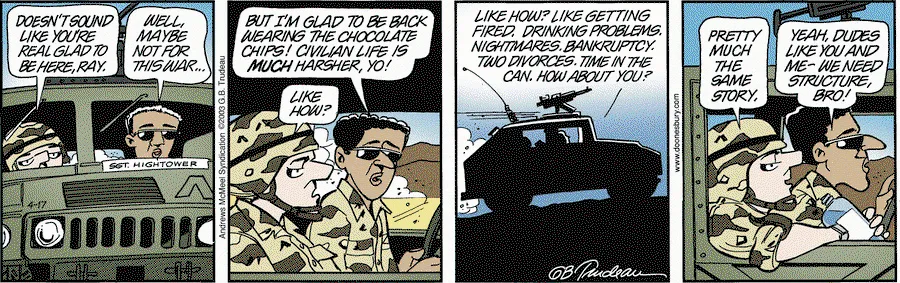 DOESN'T SOUND
LIKE YOU'RE
REAL GLAD TO
BE HERE, RAY.
WELL,
MAYBE
NOT FOR
THIS WAR...
SGT. HIGHTOWER
4-17
Andrews McMeel Syndication ©2003 G.B. Trudeau
BUT I'M GLAD TO BE BACK
WEARING THE CHOCOLATE
CHIPS! CIVILIAN LIFE IS
MUCH HARSHER, YO!
LIKE
HOW?
LIKE HOW? LIKE GETTING
FIRED. DRINKING PROBLEMS.
NIGHTMARES. BANKRUPTCY.
TWO DIVORCES. TIME IN THE
CAN. HOW ABOUT YOU?
GB Trudeau
www.doonesbury.com
PRETTY
MUCH
THE
SAME
STORY.
YEAH, DUDES
LIKE YOU AND
ME- WE NEED
STRUCTURE,
BRO!